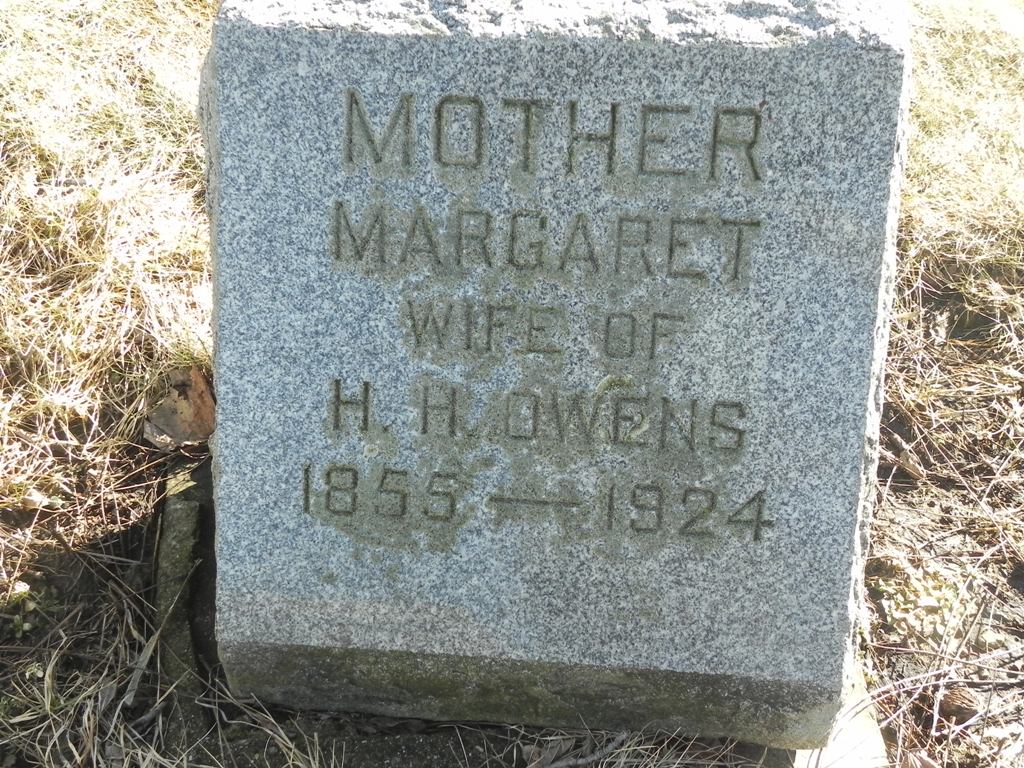 MOTHER
MARGARET
WIFE OF
H. H. OWENS
1855 — 1924